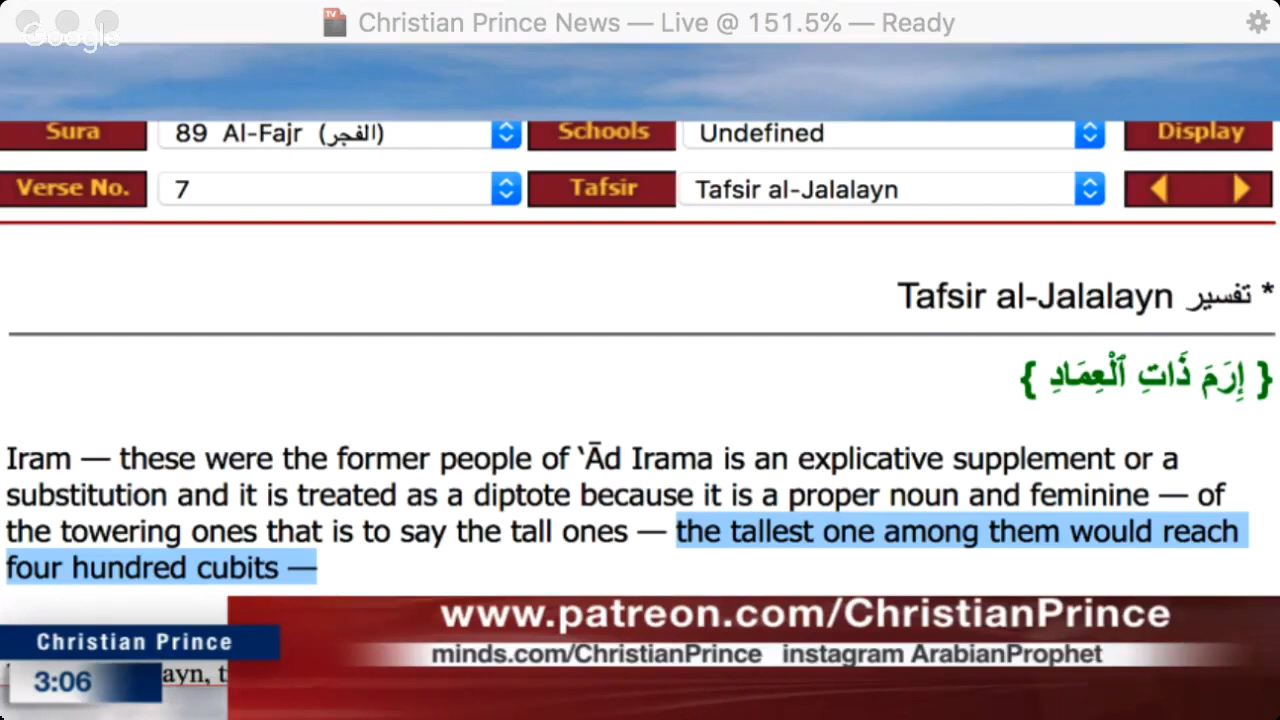 Christian Prince News — Live @ 151.5% — Ready
Google
Sura 89 Al-Fajr (الفجر) Schools Undefined Display
Verse No. 7 Tafsir Tafsir al-Jalalayn
* تفسير Tafsir al-Jalalayn
{ إِرَمَ ذَاتِ ٱلْعِمَادِ }
Iram — these were the former people of ‘Ād Irama is an explicative supplement or a
substitution and it is treated as a diptote because it is a proper noun and feminine — of
the towering ones that is to say the tall ones — the tallest one among them would reach
four hundred cubits —
www.patreon.com/ChristianPrince
Christian Prince
minds.com/ChristianPrince instagram ArabianProphet
3:06
ayn, t